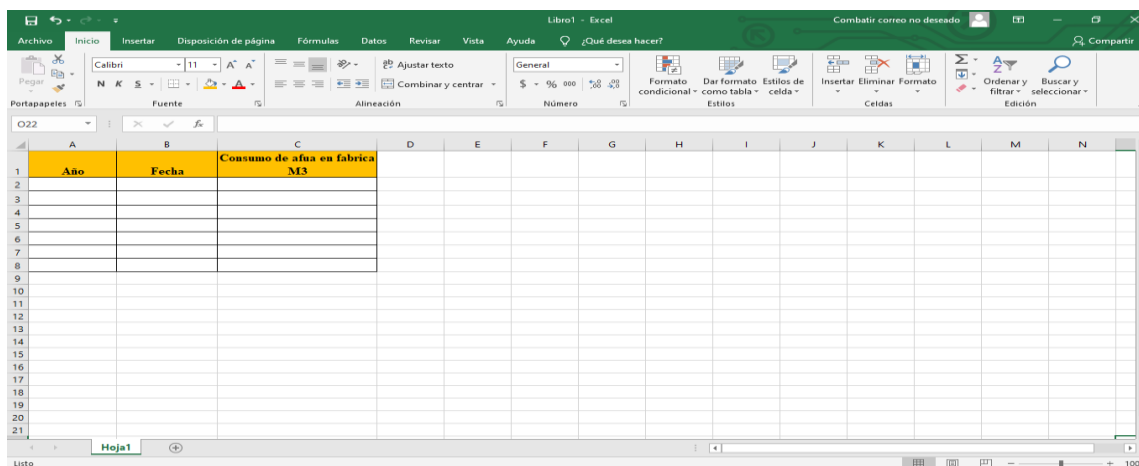 Libro1 - Excel
Combatir correo no deseado
Archivo Inicio Insertar Disposición de página Fórmulas Datos Revisar Vista Ayuda ¿Qué desea hacer? Compartir
Pegar
Calibri 11
Ajustar texto
General
N K S
A A
Combinar y centrar
$ % 000
Formato condicional
Dar formato como tabla
Estilos de celda
Insertar Eliminar Formato
Ordenar y filtrar
Buscar y seleccionar
Portapapeles Fuente Alineación Número Estilos Celdas Edición
O22 fx
A B C D E F G H I J K L M N
Consumo de afua en fabrica
1 Año Fecha M3
2
3
4
5
6
7
8
9
10
11
12
13
14
15
16
17
18
19
20
21
Hoja1
Listo 100